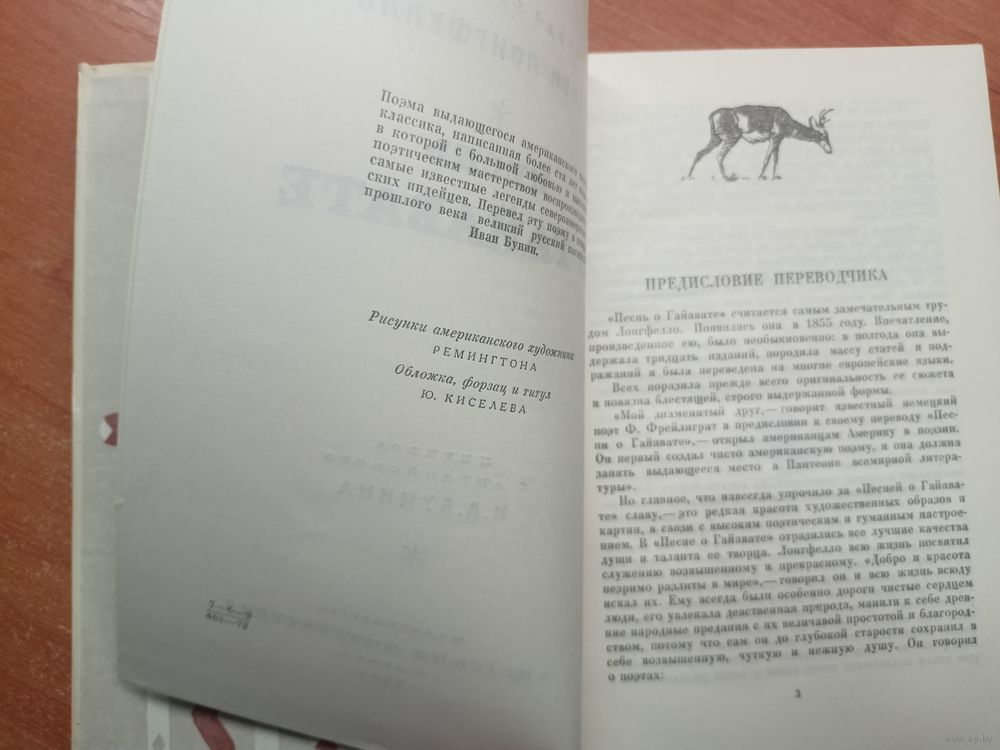 Поэма выдающегося американского
классика, написанная более ста лет
в которой с большой любовью и
поэтическим мастерством
самые известные легенды
ских индейцев. Перевел эту поэму в
прошлого века великий русский
Иван Бунин.
Рисунки американского художника
РЕМИНГТОНА
Обложка, форзац и титул
Ю. КИСЕЛЕВА
7—6—3
ПРЕДИСЛОВИЕ ПЕРЕВОДЧИКА
«Песнь о Гайавате» считается самым замечательным тру-
дом Лонгфелло. Появилась она в 1855 году. Впечатление,
произведенное ею, было необыкновенно: в полгода она вы-
держала тридцать изданий, породила массу статей и под-
ражаний и была переведена на многие европейские языки.
Всех поразила прежде всего оригинальность ее сюжета
и новизна блестящей, строго выдержанной формы.
«Мой знаменитый друг,— говорит известный немецкий
поэт Ф. Фрейлиграт в предисловии к своему переводу «Пес-
ни о Гайавате»,— открыл американцам Америку в поэзии.
Он первый создал чисто американскую поэму, и она должна
занять выдающееся место в Пантеоне всемирной литера-
туры».
Но главное, что навсегда упрочило за «Песней о Гайава-
те» славу,— это редкая красота художественных образов и
картин, в связи с высоким поэтическим и гуманным настрое-
нием. В «Песне о Гайавате» отразились все лучшие качества
души и таланта ее творца. Лонгфелло всю жизнь посвятил
служению возвышенному и прекрасному. «Добро и красота
незримо разлиты в мире»,— говорил он и всю жизнь всюду
искал их. Ему всегда были особенно дороги чистые сердцем
люди, его увлекала девственная природа, манили к себе древ-
ние народные предания с их величавой простотой и благород-
ством, потому что сам он до глубокой старости сохранил в
себе возвышенную, чуткую и нежную душу. Он говорил
о поэтах:
3
www.ay.by